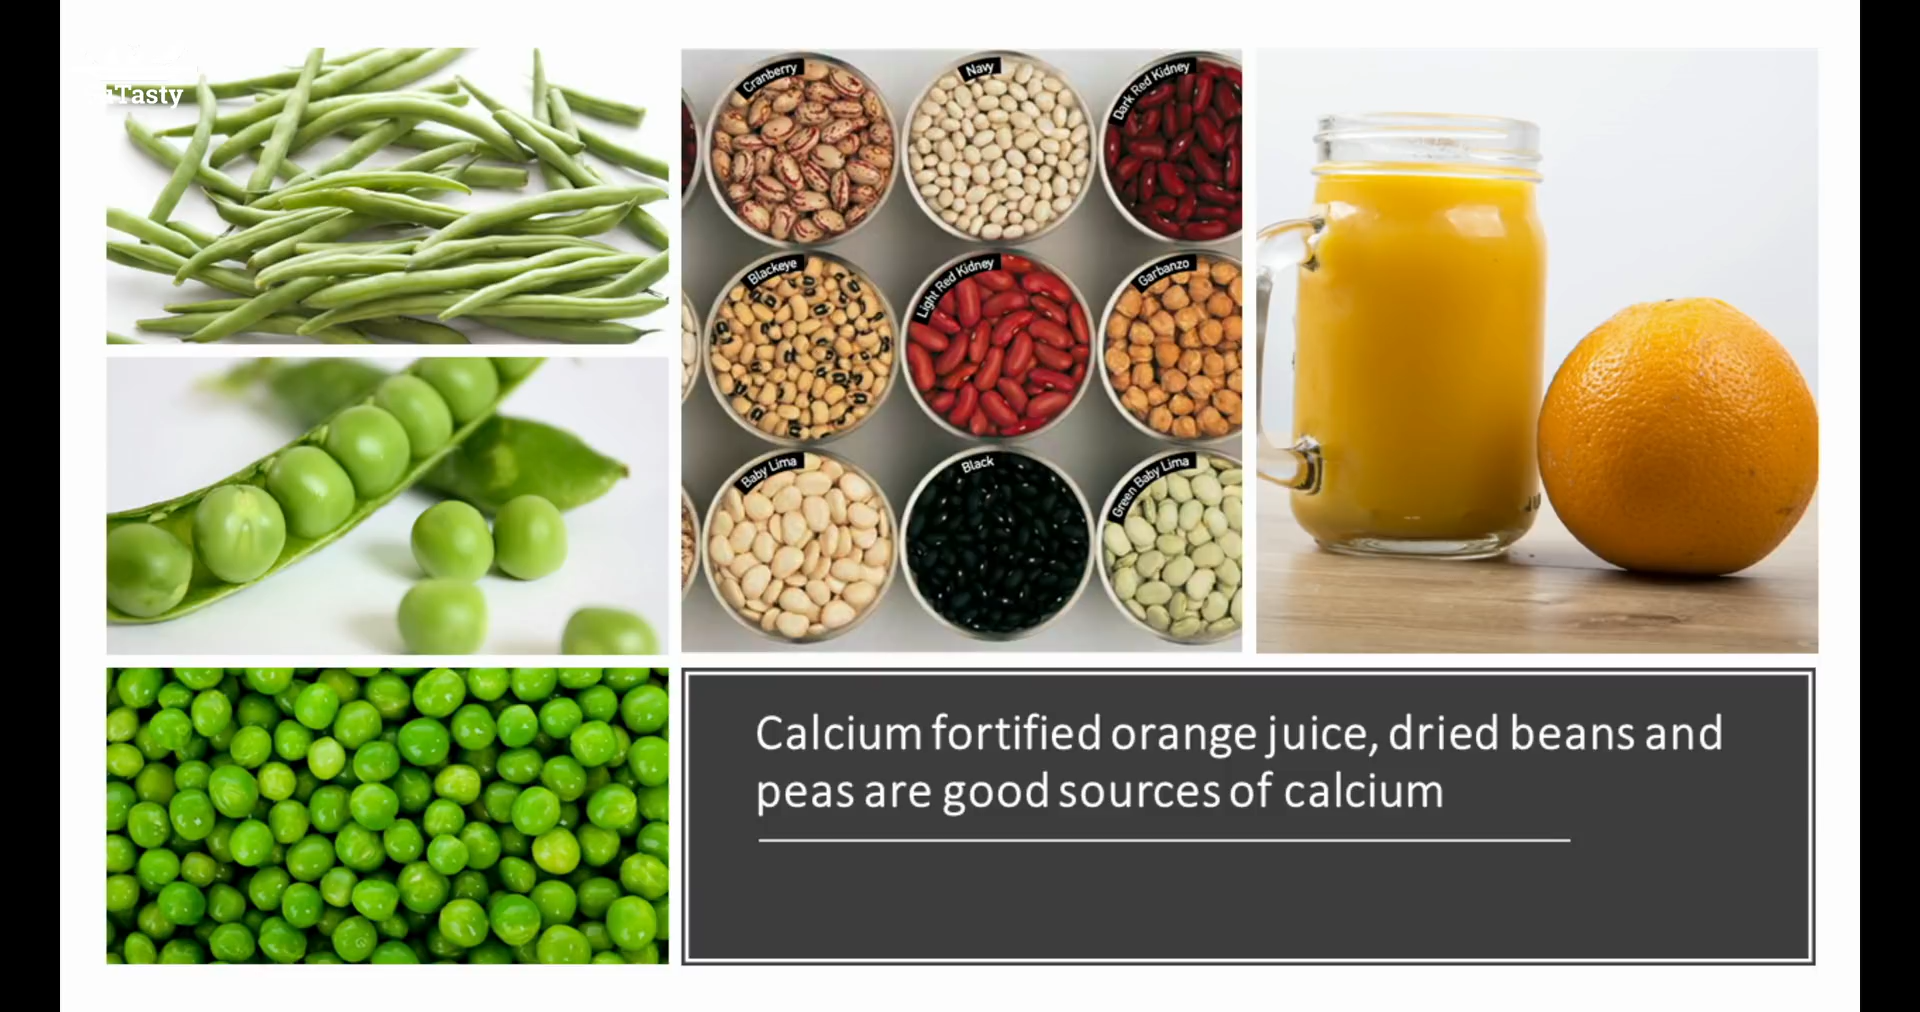 Tasty
Cranberry
Navy
Dark Red Kidney
Blackeye
Light Red Kidney
Garbanzo
Baby Lima
Black
Green Baby Lima
Calcium fortified orange juice, dried beans and
peas are good sources of calcium